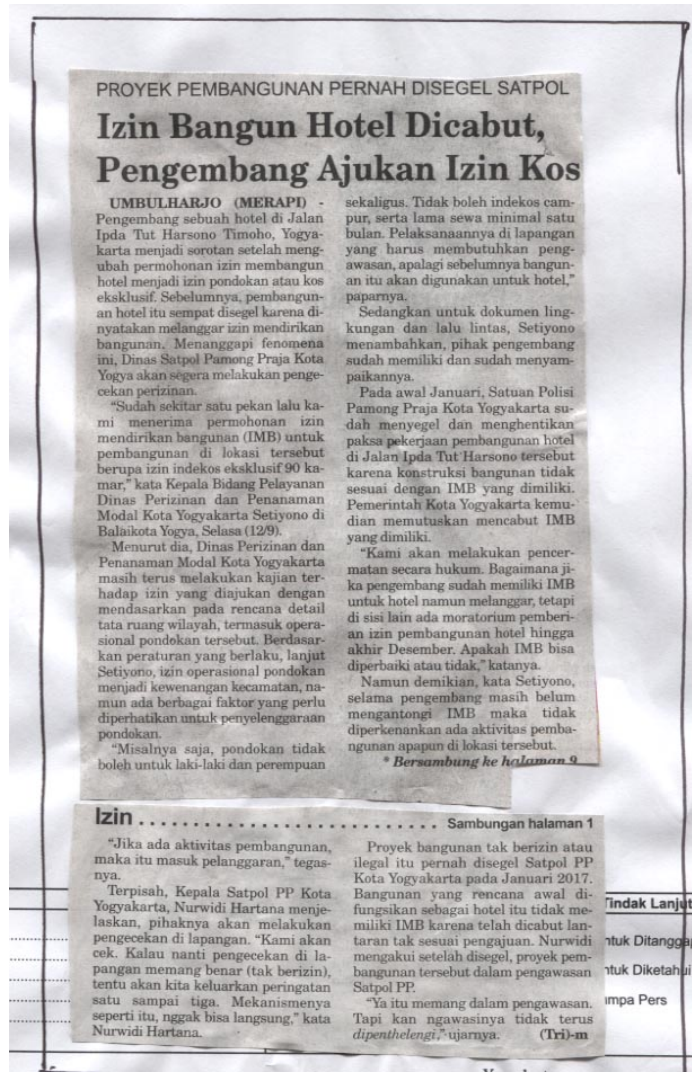 PROYEK PEMBANGUNAN PERNAH DISEGEL SATPOL
Izin Bangun Hotel Dicabut,
Pengembang Ajukan Izin Kos
UMBULHARJO (MERAPI) -
Pengembang sebuah hotel di Jalan
Ipda Tut Harsono Timoho, Yogya-
karta menjadi sorotan setelah meng-
ubah permohonan izin membangun
hotel menjadi izin pondokan atau kos
eksklusif. Sebelumnya, pembangun-
an hotel itu sempat disegel karena di-
nyatakan melanggar izin mendirikan
bangunan. Menanggapi fenomena
ini, Dinas Satpol Pamong Praja Kota
Yogya akan segera melakukan penge-
cekan perizinan.
"Sudah sekitar satu pekan lalu ka-
mi menerima permohonan izin
mendirikan bangunan (IMB) untuk
pembangunan di lokasi tersebut
berupa izin indekos eksklusif 90 ka-
mar," kata Kepala Bidang Pelayanan
Dinas Perizinan dan Penanaman
Modal Kota Yogyakarta Setiyono di
Balaikota Yogya, Selasa (12/9).
Menurut dia, Dinas Perizinan dan
Penanaman Modal Kota Yogyakarta
masih terus melakukan kajian ter-
hadap izin yang diajukan dengan
mendasarkan pada rencana detail
tata ruang wilayah, termasuk opera-
sional pondokan tersebut. Berdasar-
kan peraturan yang berlaku, lanjut
Setiyono, izin operasional pondokan
menjadi kewenangan kecamatan, na-
mun ada berbagai faktor yang perlu
diperhatikan untuk penyelenggaraan
pondokan.
"Misalnya saja, pondokan tidak
boleh untuk laki-laki dan perempuan
sekaligus. Tidak boleh indekos cam-
pur, serta lama sewa minimal satu
bulan. Pelaksanaannya di lapangan
yang harus membutuhkan peng-
awasan, apalagi sebelumnya bangun-
an itu akan digunakan untuk hotel,"
paparnya.
Sedangkan untuk dokumen ling-
kungan dan lalu lintas, Setiyono
menambahkan, pihak pengembang
sudah memiliki dan sudah menyam-
paikannya.
Pada awal Januari, Satuan Polisi
Pamong Praja Kota Yogyakarta su-
dah menyegel dan menghentikan
paksa pekerjaan pembangunan hotel
di Jalan Ipda Tut Harsono tersebut
karena konstruksi bangunan tidak
sesuai dengan IMB yang dimiliki.
Pemerintah Kota Yogyakarta kemu-
dian memutuskan mencabut IMB
yang dimiliki.
"Kami akan melakukan pencer-
matan secara hukum. Bagaimana ji-
ka pengembang sudah memiliki IMB
untuk hotel namun melanggar, tetapi
di sisi lain ada moratorium pemberi-
an izin pembangunan hotel hingga
akhir Desember. Apakah IMB bisa
diperbaiki atau tidak," katanya.
Namun demikian, kata Setiyono,
selama pengembang masih belum
mengantongi IMB maka tidak
diperkenankan ada aktivitas pemba-
ngunan apapun di lokasi tersebut.
* Bersambung ke halaman 9
Izin . . . . . . . . . . . . . . . . . . . . . . . . . . . Sambungan halaman 1
"Jika ada aktivitas pembangunan,
maka itu masuk pelanggaran," tegas-
nya.
Terpisah, Kepala Satpol PP Kota
Yogyakarta, Nurwidi Hartana menje-
laskan, pihaknya akan melakukan
pengecekan di lapangan. "Kami akan
cek. Kalau nanti pengecekan di la-
pangan memang benar (tak berizin),
tentu akan kita keluarkan peringatan
satu sampai tiga. Mekanismenya
seperti itu, nggak bisa langsung," kata
Nurwidi Hartana.
Proyek bangunan tak berizin atau
ilegal itu pernah disegel Satpol PP
Kota Yogyakarta pada Januari 2017.
Bangunan yang rencana awal di-
fungsikan sebagai hotel itu tidak me-
miliki IMB karena telah dicabut lan-
taran tak sesuai pengajuan. Nurwidi
mengakui setelah disegel, proyek pem-
bangunan tersebut dalam pengawasan
Satpol PP.
"Ya itu memang dalam pengawasan.
Tapi kan ngawasinya tidak terus
dipenthelengi," ujarnya. (Tri)-m
Tindak Lanjut
ntuk Ditangga
ntuk Diketahui
umpa Pers